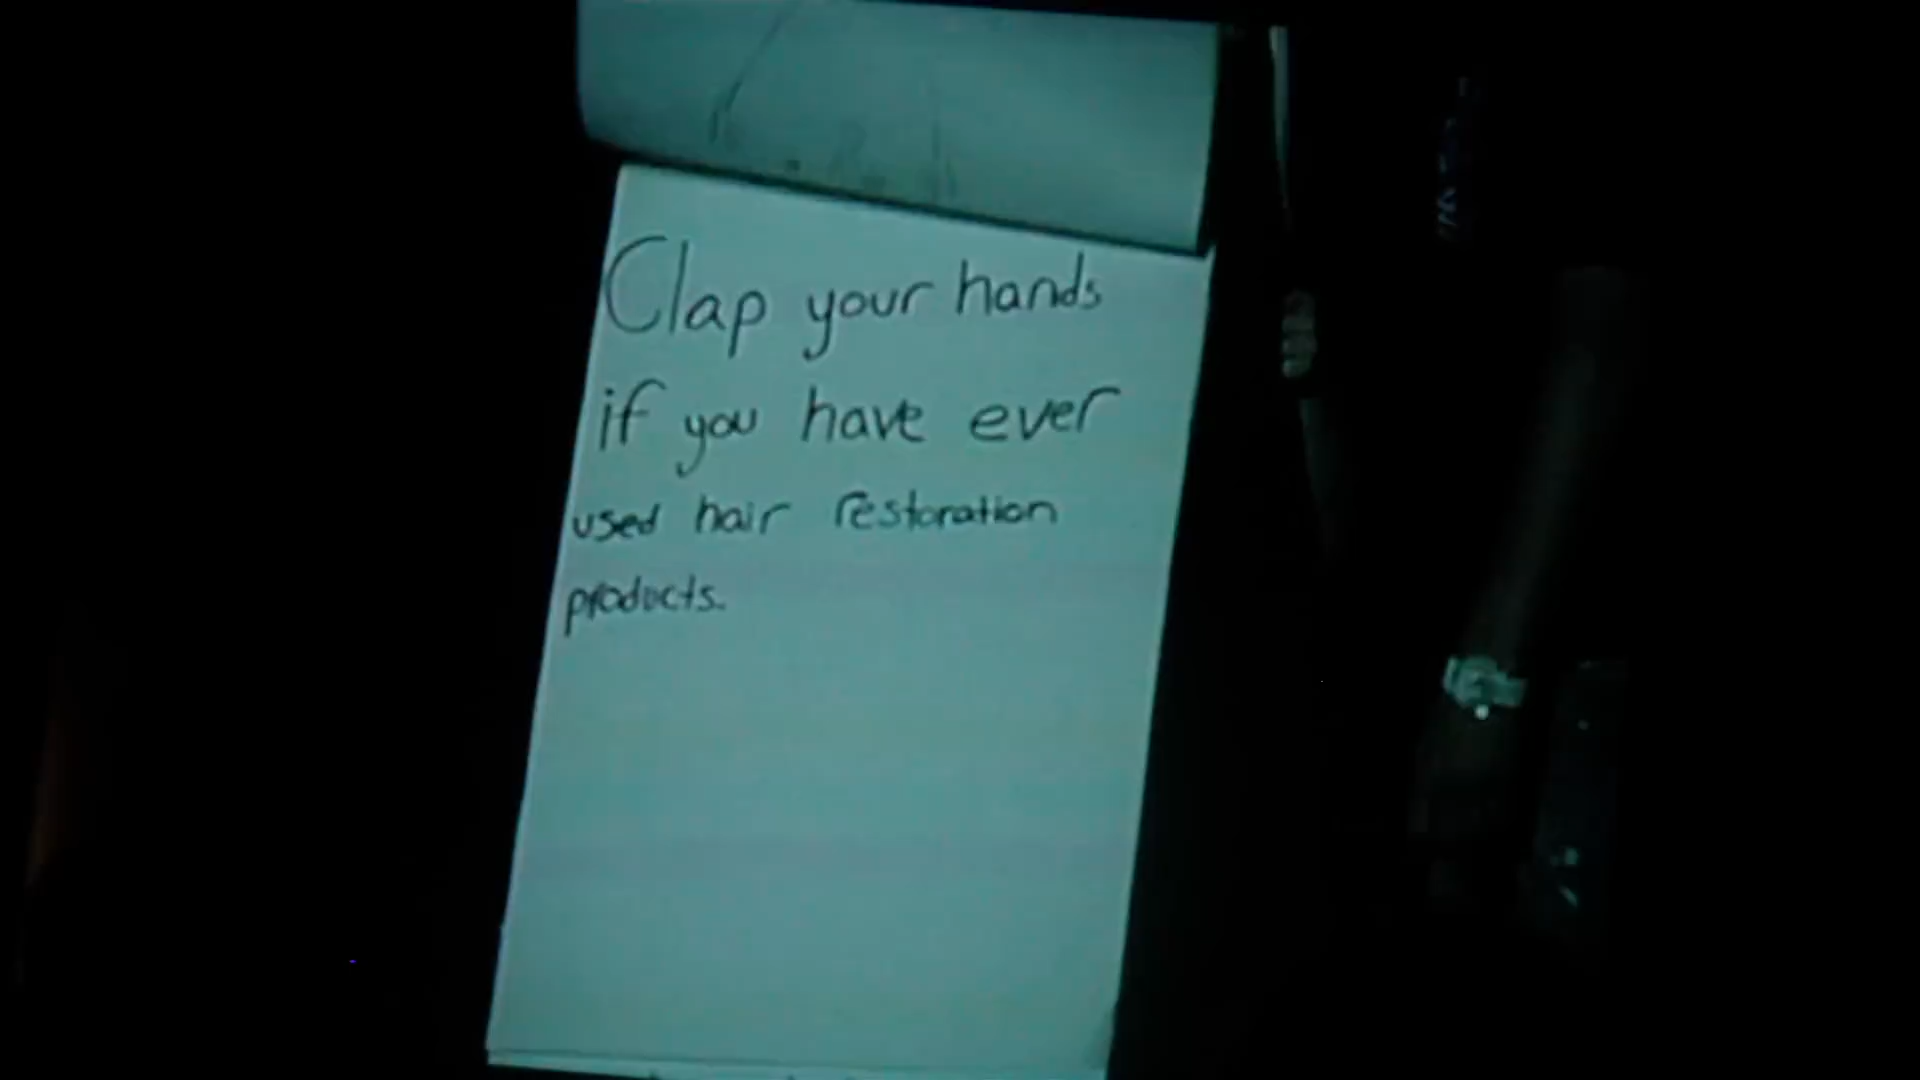 Clap your hands
if you have ever
used hair restoration
products.